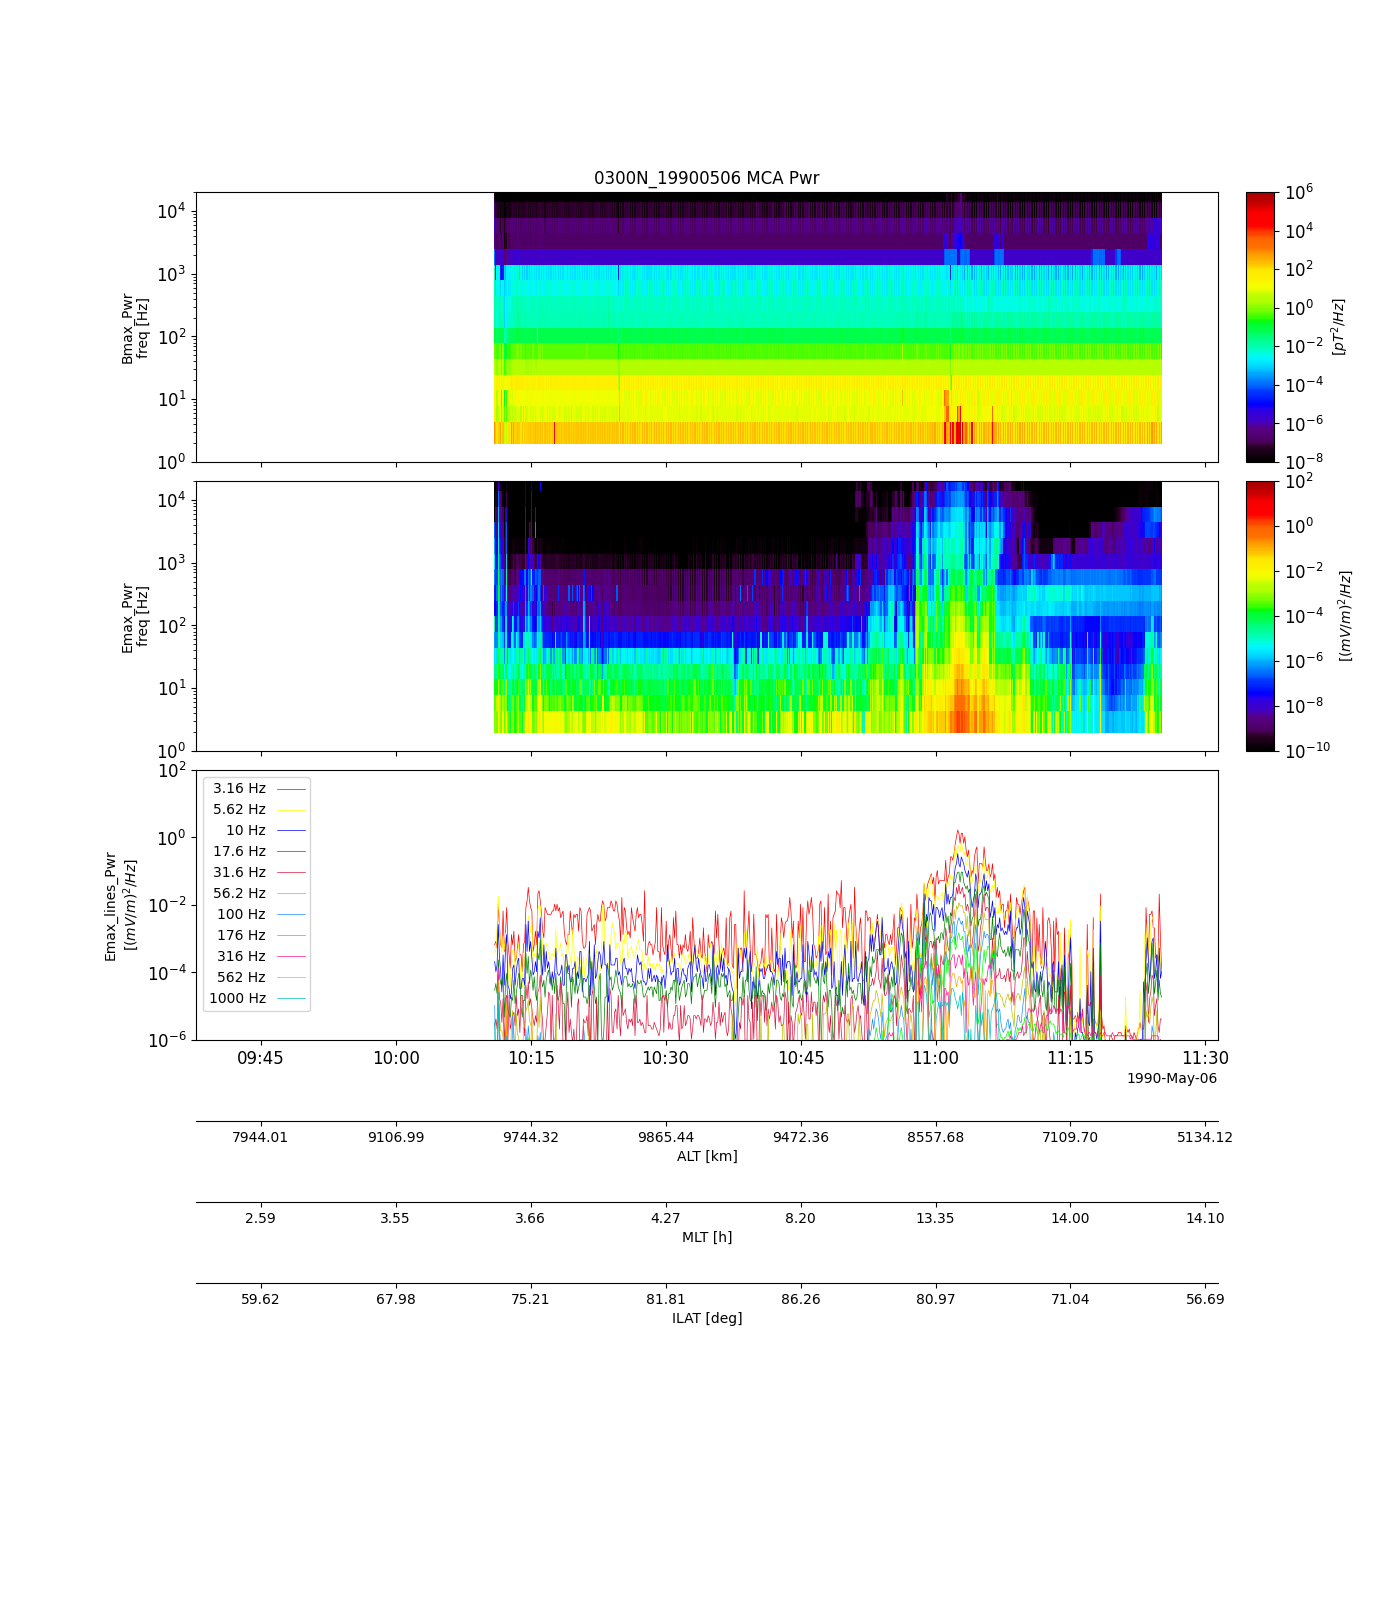 0300N_19900506 MCA Pwr
10^4
10^3
10^2
10^1
10^0
Bmax_Pwr
freq [Hz]
10^6
10^4
10^2
10^0
10^-2
10^-4
10^-6
10^-8
[pT^2/Hz]
10^4
10^3
10^2
10^1
10^0
Emax_Pwr
freq [Hz]
10^2
10^0
10^-2
10^-4
10^-6
10^-8
10^-10
[(mV/m)^2/Hz]
10^2
10^0
10^-2
10^-4
10^-6
Emax_lines_Pwr
[(mV/m)^2/Hz]
3.16 Hz
5.62 Hz
10 Hz
17.6 Hz
31.6 Hz
56.2 Hz
100 Hz
176 Hz
316 Hz
562 Hz
1000 Hz
09:45 10:00 10:15 10:30 10:45 11:00 11:15 11:30
1990-May-06
7944.01 9106.99 9744.32 9865.44 9472.36 8557.68 7109.70 5134.12
ALT [km]
2.59 3.55 3.66 4.27 8.20 13.35 14.00 14.10
MLT [h]
59.62 67.98 75.21 81.81 86.26 80.97 71.04 56.69
ILAT [deg]